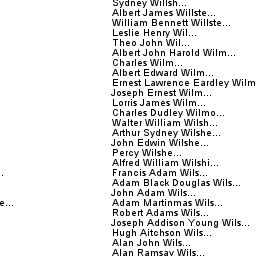 Sydney Willsh...
Albert James Willste...
William Bennett Willste...
Leslie Henry Wil...
Theo John Wil...
Albert John Harold Wilm...
Charles Wilm...
Albert Edward Wilm...
Ernest Lawrence Eardley Wilm
Joseph Ernest Wilm...
Lorris James Wilm...
Charles Dudley Wilmo...
Walter William Wilsh...
Arthur Sydney Wilshe...
John Edwin Wilshe...
Percy Wilshe...
Alfred William Wilshi...
Francis Adam Wils...
Adam Black Douglas Wils...
John Adam Wils...
e...
Adam Martinmas Wils...
Robert Adams Wils...
Joseph Addison Young Wils...
Hugh Aitchson Wils...
Alan John Wils...
Alan Ramsay Wils...